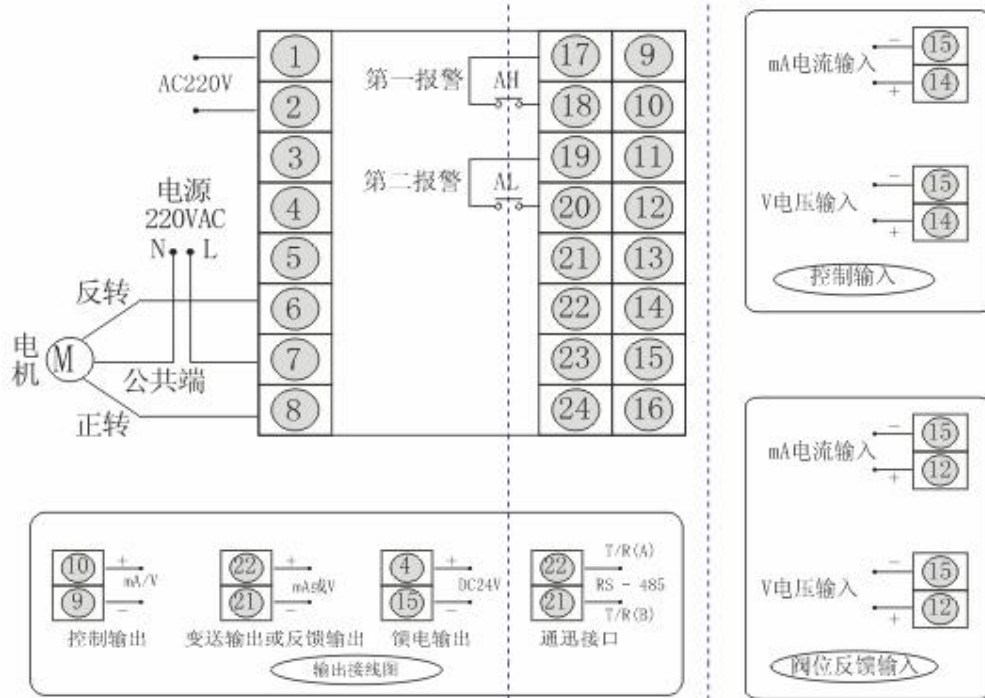 AC220V
电源
220VAC
N L
反转
电机
M
公共端
正转
1
2
3
4
5
6
7
8
第一报警 AH
第二报警 AL
17 9
18 10
19 11
20 12
21 13
22 14
23 15
24 16
mA电流输入
- 15
+ 14
V电压输入
- 15
+ 14
控制输入
mA电流输入
- 15
+ 12
V电压输入
- 15
+ 12
阀位反馈输入
10 +
mA/V
9 -
控制输出
22 +
mA或V
21 -
变送输出或反馈输出
4 +
DC24V
15 -
馈电输出
22 T/R(A)
RS - 485
21 T/R(B)
通迅接口
输出接线图